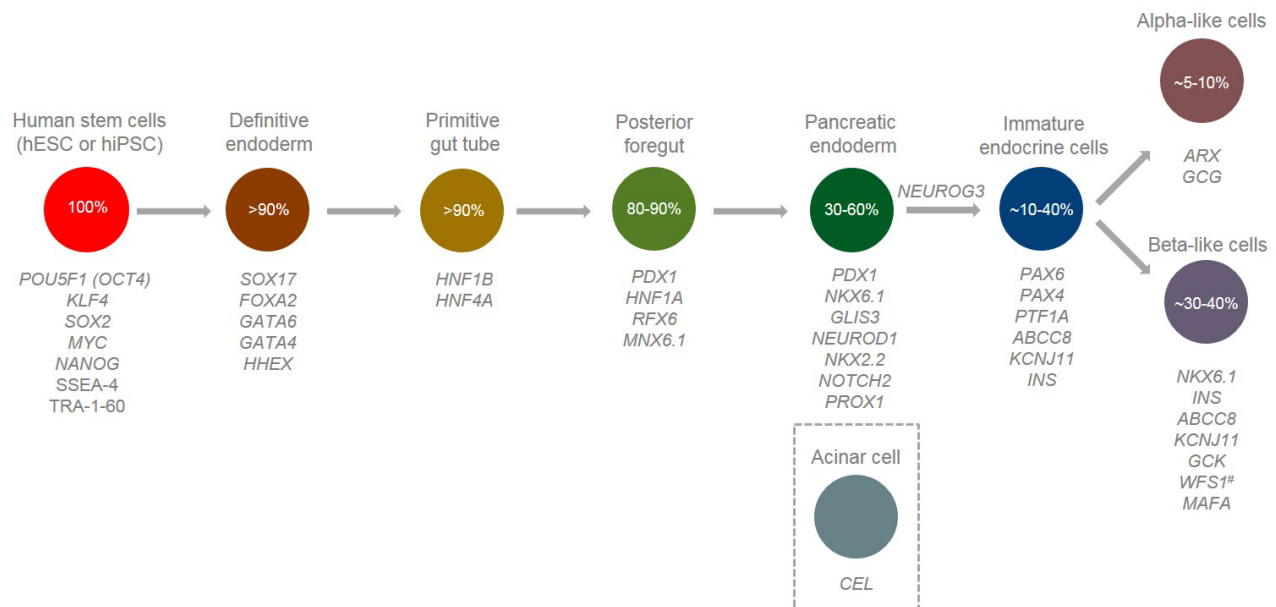 Human stem cells
(hESC or hiPSC)
100%
POU5F1 (OCT4)
KLF4
SOX2
MYC
NANOG
SSEA-4
TRA-1-60
Definitive
endoderm
>90%
SOX17
FOXA2
GATA6
GATA4
HHEX
Primitive
gut tube
>90%
HNF1B
HNF4A
Posterior
foregut
80-90%
PDX1
HNF1A
RFX6
MNX6.1
Pancreatic
endoderm
30-60%
PDX1
NKX6.1
GLIS3
NEUROD1
NKX2.2
NOTCH2
PROX1
Acinar cell
CEL
NEUROG3
Immature
endocrine cells
~10-40%
PAX6
PAX4
PTF1A
ABCC8
KCNJ11
INS
Alpha-like cells
~5-10%
ARX
GCG
Beta-like cells
~30-40%
NKX6.1
INS
ABCC8
KCNJ11
GCK
WFS1#
MAFA